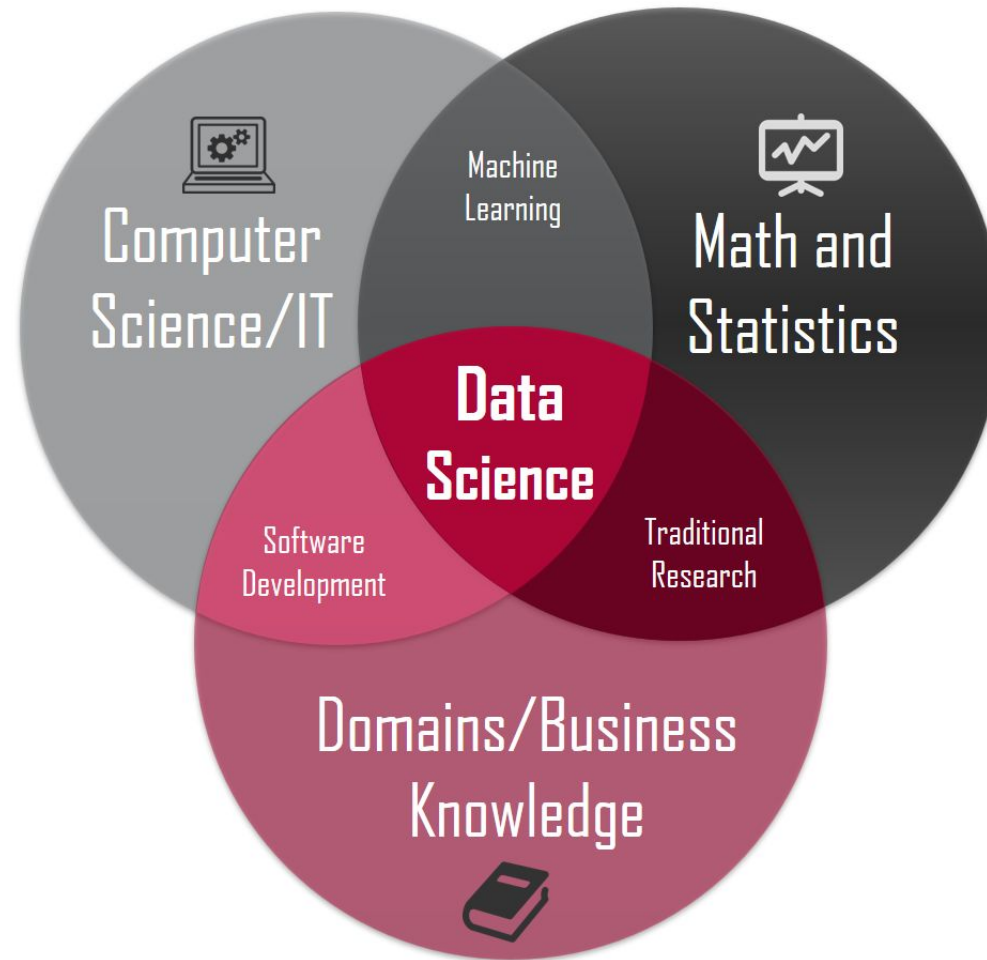 Machine
Learning
Computer
Science/IT
Math and
Statistics
Data
Science
Software
Development
Traditional
Research
Domains/Business
Knowledge